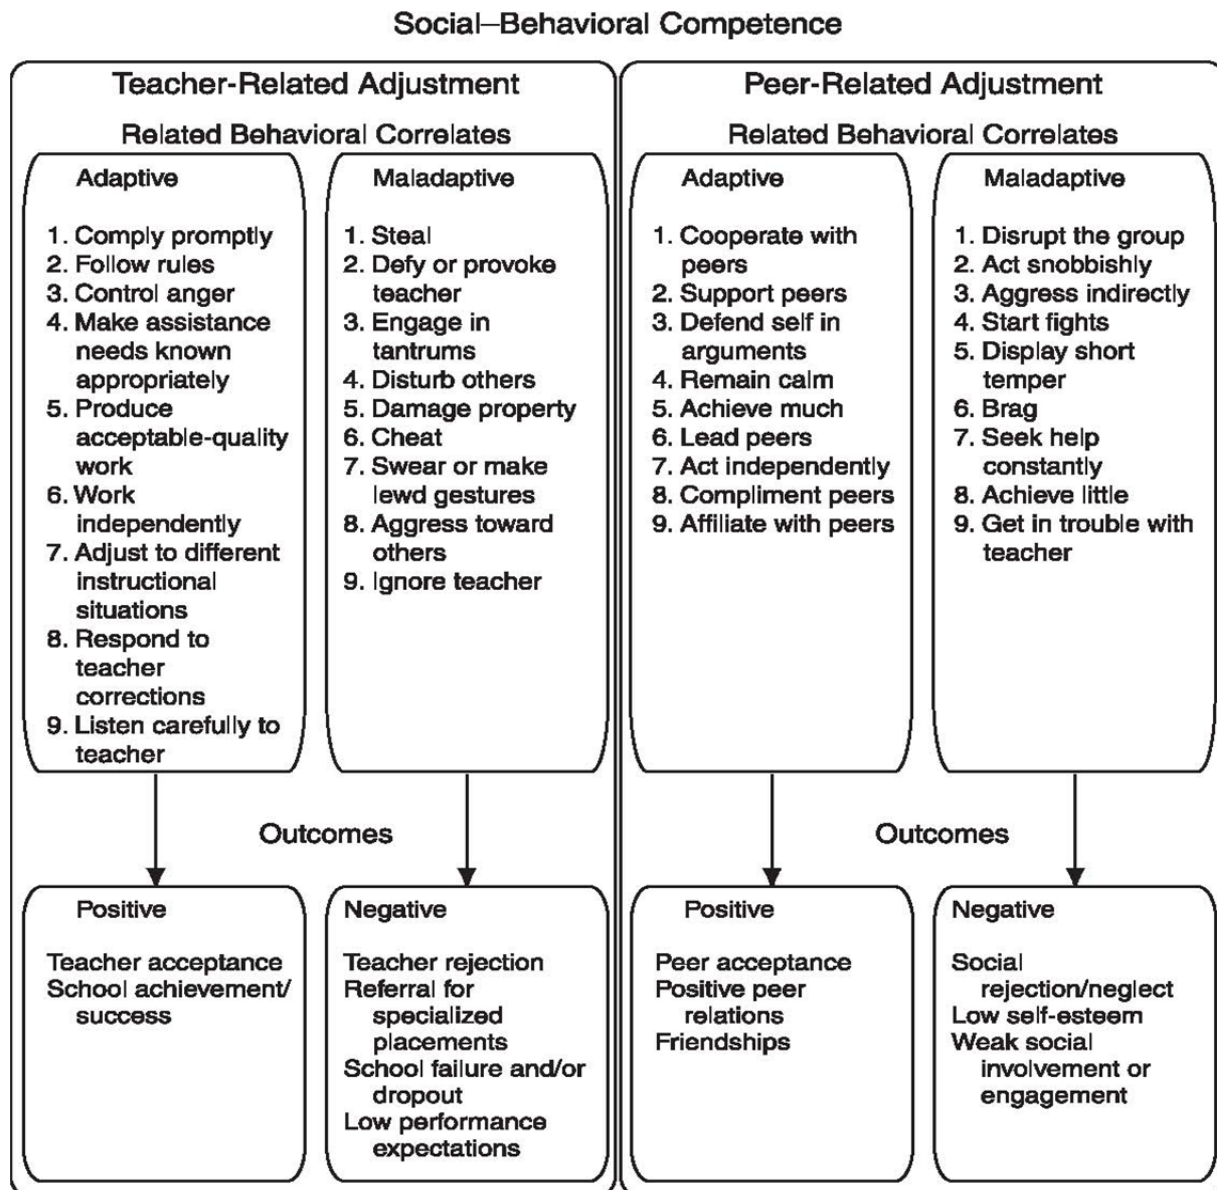 Social–Behavioral Competence
Teacher-Related Adjustment
Related Behavioral Correlates
Adaptive
1. Comply promptly
2. Follow rules
3. Control anger
4. Make assistance
needs known
appropriately
5. Produce
acceptable-quality
work
6. Work
independently
7. Adjust to different
instructional
situations
8. Respond to
teacher
corrections
9. Listen carefully to
teacher
Maladaptive
1. Steal
2. Defy or provoke
teacher
3. Engage in
tantrums
4. Disturb others
5. Damage property
6. Cheat
7. Swear or make
lewd gestures
8. Aggress toward
others
9. Ignore teacher
Outcomes
Positive
Teacher acceptance
School achievement/
success
Negative
Teacher rejection
Referral for
specialized
placements
School failure and/or
dropout
Low performance
expectations
Peer-Related Adjustment
Related Behavioral Correlates
Adaptive
1. Cooperate with
peers
2. Support peers
3. Defend self in
arguments
4. Remain calm
5. Achieve much
6. Lead peers
7. Act independently
8. Compliment peers
9. Affiliate with peers
Maladaptive
1. Disrupt the group
2. Act snobbishly
3. Aggress indirectly
4. Start fights
5. Display short
temper
6. Brag
7. Seek help
constantly
8. Achieve little
9. Get in trouble with
teacher
Outcomes
Positive
Peer acceptance
Positive peer
relations
Friendships
Negative
Social
rejection/neglect
Low self-esteem
Weak social
involvement or
engagement